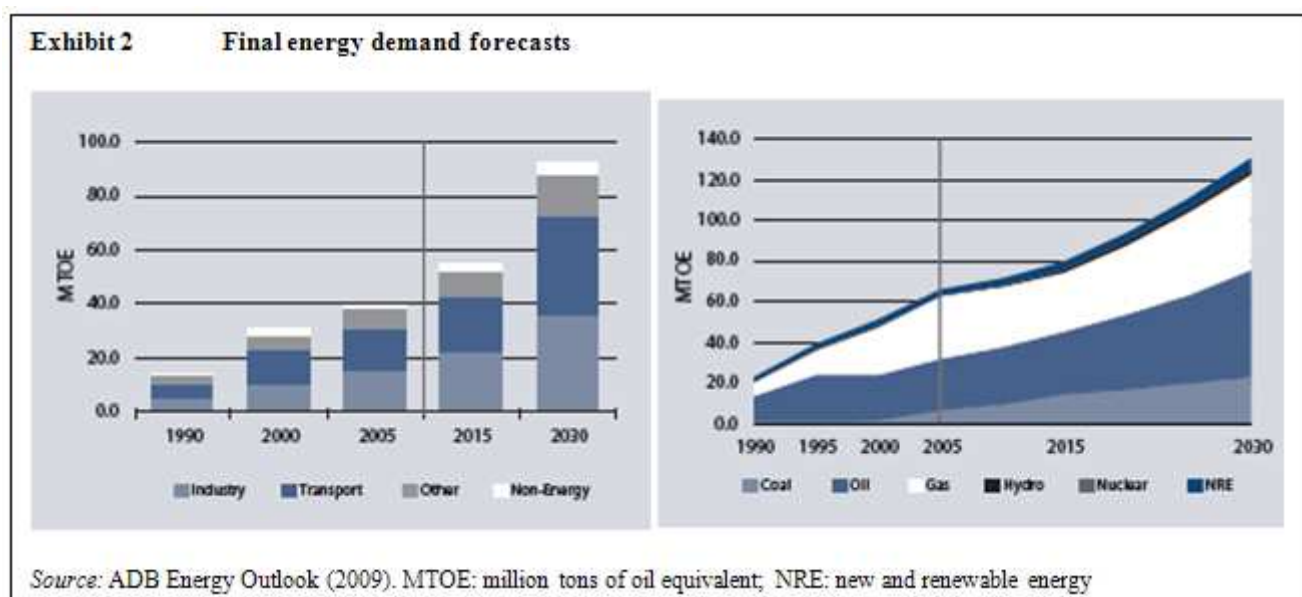 Exhibit 2 Final energy demand forecasts
MTOE
100.0
80.0
60.0
40.0
20.0
0.0
1990 2000 2005 2015 2030
Industry Transport Other Non-Energy
MTOE
140.0
120.0
100.0
80.0
60.0
40.0
20.0
0.0
1990 1995 2000 2005 2015 2030
Coal Oil Gas Hydro Nuclear NRE
Source: ADB Energy Outlook (2009). MTOE: million tons of oil equivalent; NRE: new and renewable energy